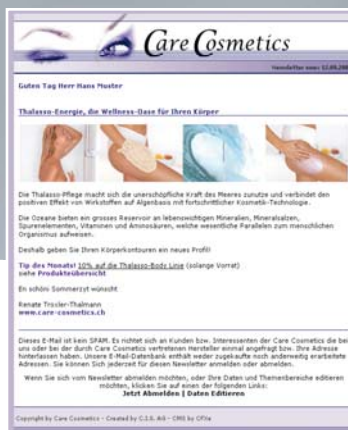 Care Cosmetics
Newsletter vom: 12.09.200
Guten Tag Herr Hans Muster
Thalasso-Energie, die Wellness-Oase für Ihren Körper
Die Thalasso-Pflege macht sich die unerschöpfliche Kraft des Meeres zunutze und verbindet den
positiven Effekt von Wirkstoffen auf Algenbasis mit fortschrittlicher Kosmetik-Technologie.
Die Ozeane bieten ein grosses Reservoir an lebenswichtigen Mineralien, Mineralsalzen,
Spurenelementen, Vitaminen und Aminosäuren, welche wesentliche Parallelen zum menschlichen
Organismus aufweisen.
Deshalb geben Sie Ihren Körperkonturen ein neues Profil!
Tip des Monats! 10% auf die Thalasso-Body Linie (solange Vorrat)
siehe Produkteübersicht
En schöni Sommerzyt wünscht
Renate Troxler-Thalmann
www.care-cosmetics.ch
Dieses E-Mail ist kein SPAM. Es richtet sich an Kunden bzw. Interessenten der Care Cosmetics die bei
uns oder bei der durch Care Cosmetics vertretenen Hersteller einmal angefragt bzw. Ihre Adresse
hinterlassen haben. Unsere E-Mail-Datenbank enthält weder zugekaufte noch anderweitig erarbeitete
Adressen. Sie können Sich jederzeit für diesen Newsletter anmelden oder abmelden.
Wenn Sie sich vom Newsletter abmelden möchten, oder Ihre Daten und Themenbereiche editieren
möchten, klicken Sie auf einen der folgenden Links:
Jetzt Abmelden | Daten Editieren
Copyright by Care Cosmetics - Created by C.I.S. AG - CMS by